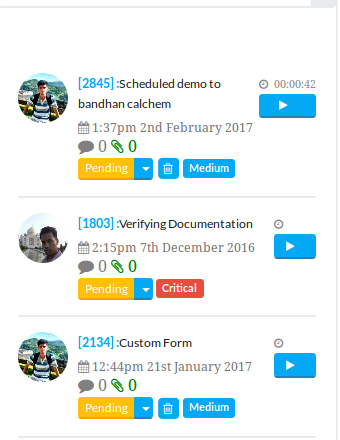 [2845] :Scheduled demo to 00:00:42
bandhan calchem
1:37pm 2nd February 2017
0 0
Pending Medium
[1803] :Verifying Documentation
2:15pm 7th December 2016
0 0
Pending Critical
[2134] :Custom Form
12:44pm 21st January 2017
0 0
Pending Medium